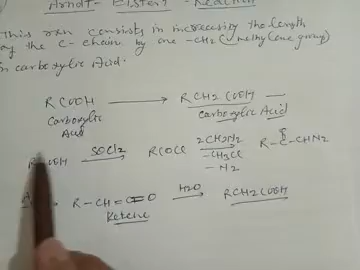 Arndt- Eistert - Reaction
This rxn consists in increasing the length
of the C- chain by one -CH2 (methylene group)
in carboxylic Acid.
RCOOH → RCH2COOH —
Carboxylic Acid Carboxylic Acid
COOH SOCl2 → RCOCl 2CH2N2 → -CH3Cl -N2 R-C-CHN2
O
R-CH=C=O H2O → RCH2COOH
Ketene